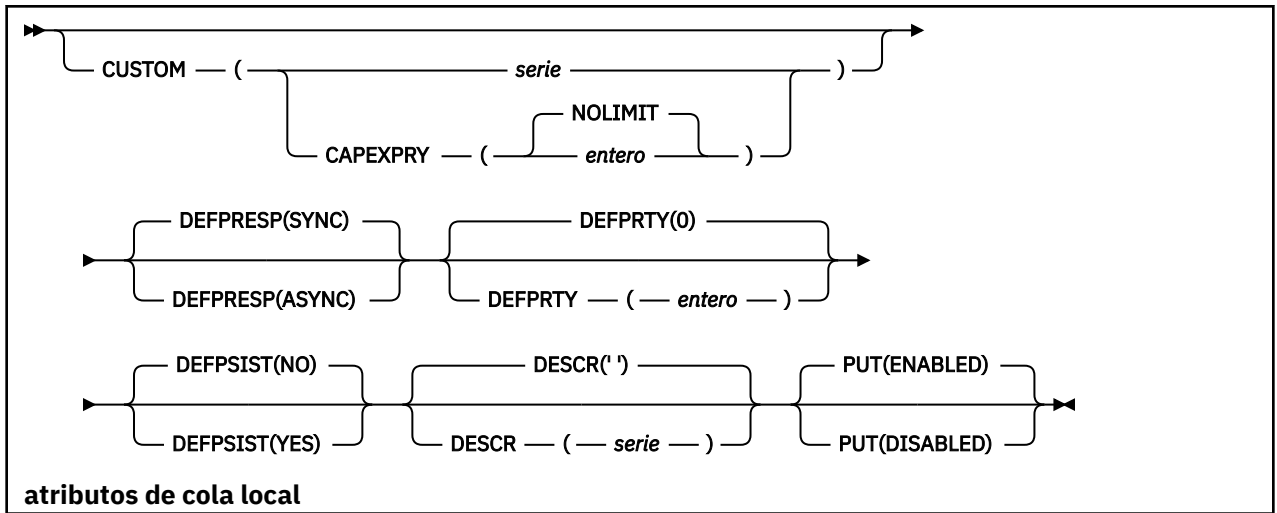 CUSTOM ( serie )
NOLIMIT
CAPEXPRY ( entero )
DEFPRESP(SYNC) DEFPRTY(0)
DEFPRESP(ASYNC) DEFPRTY ( entero )
DEFPSIST(NO) DESCR(' ') PUT(ENABLED)
DEFPSIST(YES) DESCR ( serie ) PUT(DISABLED)
atributos de cola local